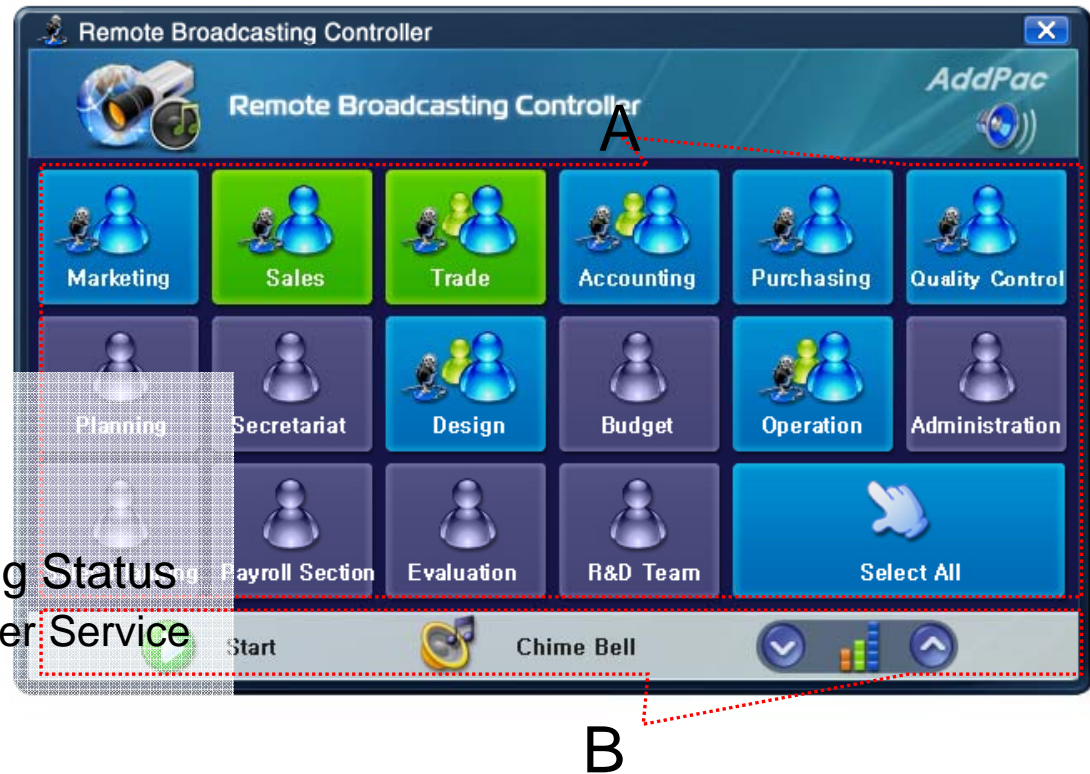 Remote Broadcasting Controller
AddPac
Remote Broadcasting Controller
A
Marketing Sales Trade Accounting Purchasing Quality Control
Planning Secretariat Design Budget Operation Administration
Payroll Section Evaluation R&D Team Select All
g Status
er Service
Start Chime Bell
B